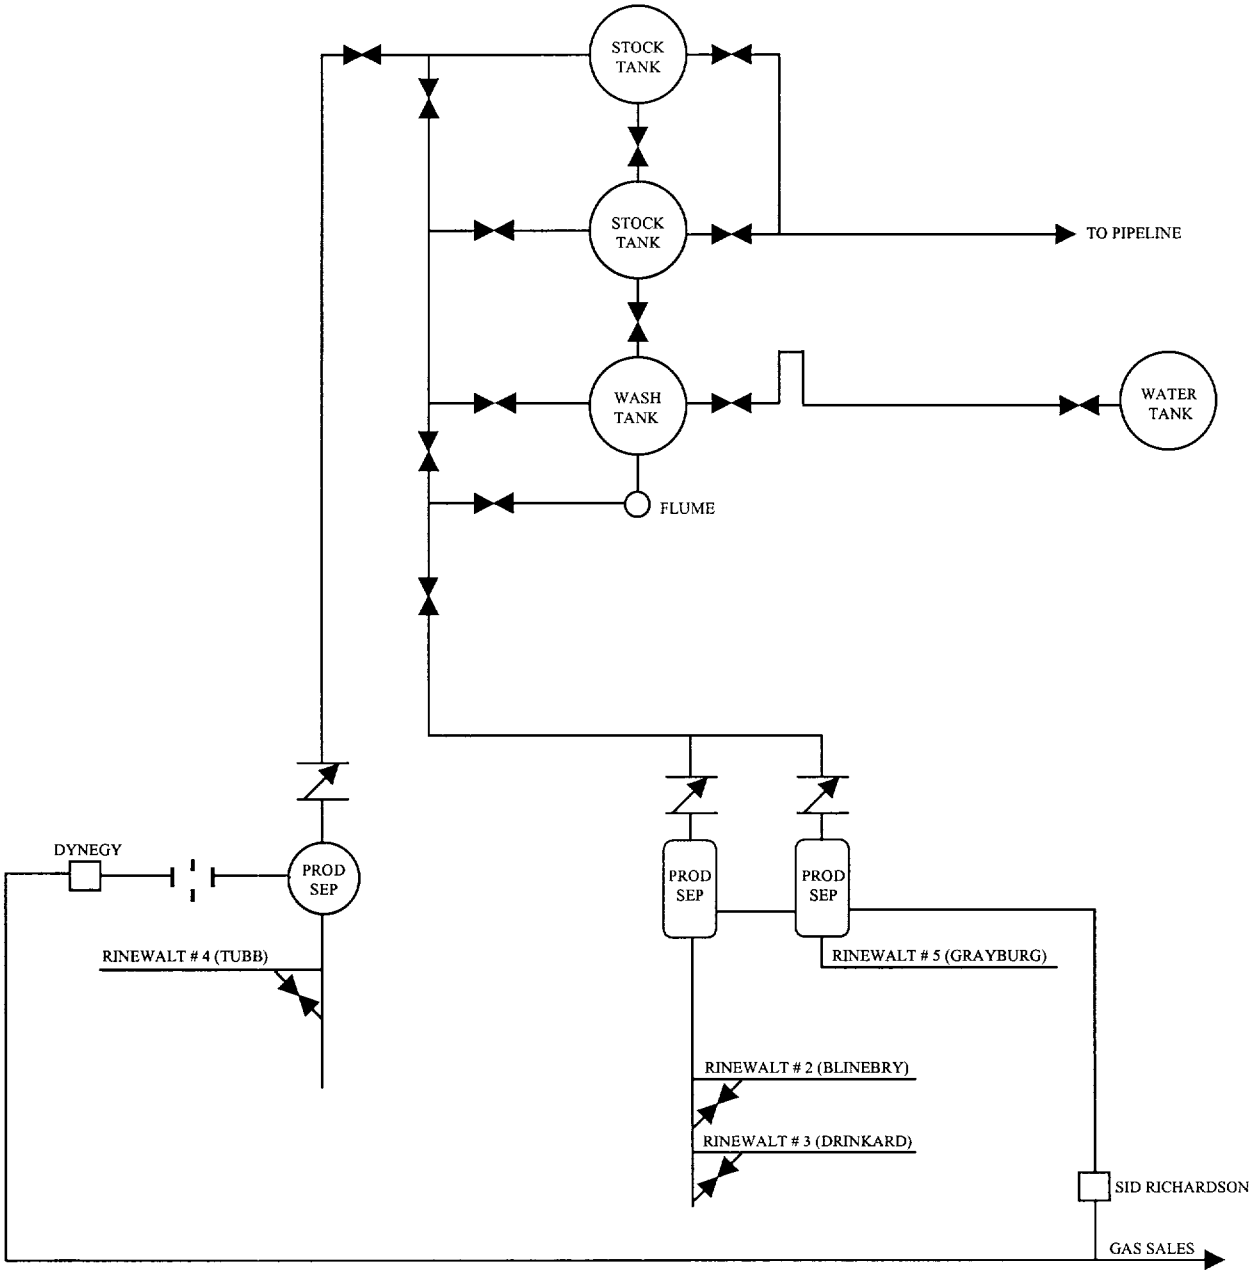 STOCK
TANK
STOCK
TANK
TO PIPELINE
WASH
TANK
WATER
TANK
FLUME
DYNEGY
PROD
SEP
PROD
SEP
PROD
SEP
RINEWALT # 4 (TUBB)
RINEWALT # 5 (GRAYBURG)
RINEWALT # 2 (BLINEBRY)
RINEWALT # 3 (DRINKARD)
SID RICHARDSON
GAS SALES